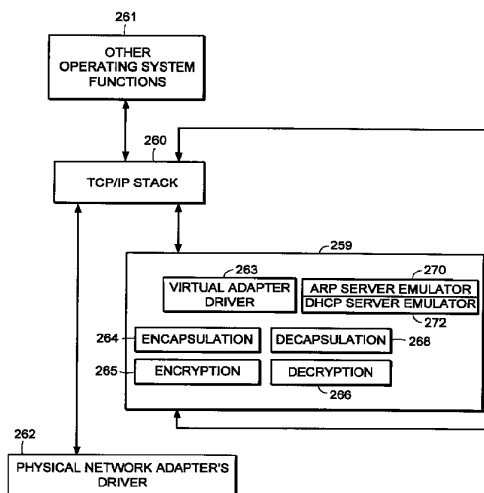 261
OTHER
OPERATING SYSTEM
FUNCTIONS
260
TCP/IP STACK
259
263
VIRTUAL ADAPTER
DRIVER
270
ARP SERVER EMULATOR
DHCP SERVER EMULATOR
272
264
ENCAPSULATION
DECAPSULATION
268
265
ENCRYPTION
DECRYPTION
266
262
PHYSICAL NETWORK ADAPTER'S
DRIVER